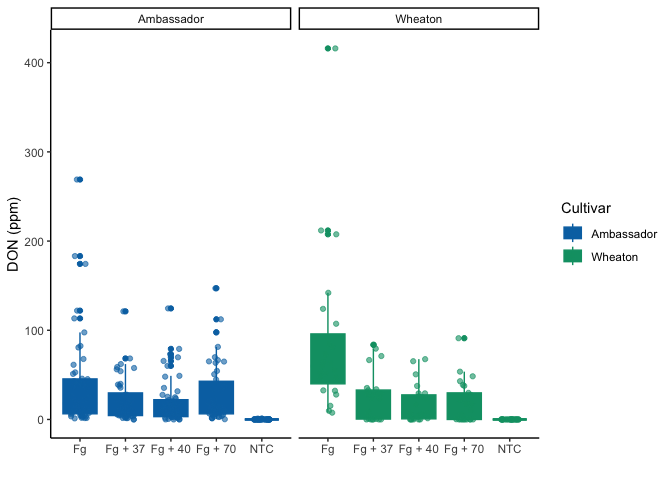 Ambassador Wheaton
DON (ppm)
400
300
200
100
0
Fg Fg + 37 Fg + 40 Fg + 70 NTC Fg Fg + 37 Fg + 40 Fg + 70 NTC
Cultivar
Ambassador
Wheaton